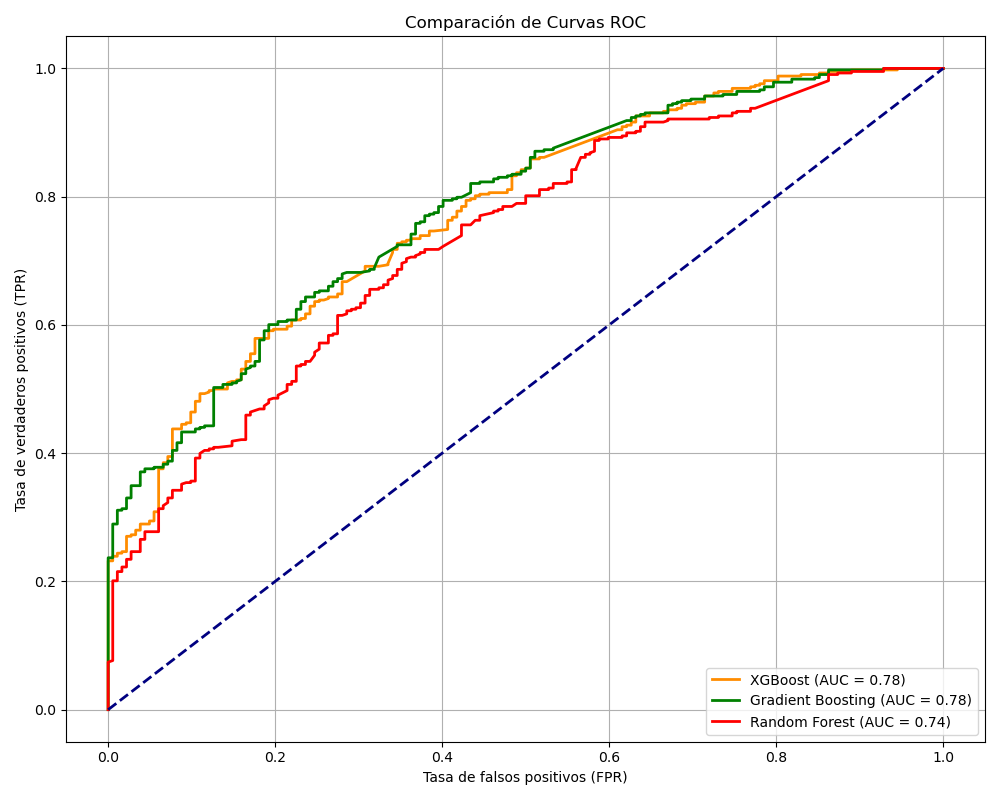 Comparación de Curvas ROC
Tasa de verdaderos positivos (TPR)
1.0
0.8
0.6
0.4
0.2
0.0
0.0 0.2 0.4 0.6 0.8 1.0
Tasa de falsos positivos (FPR)
XGBoost (AUC = 0.78)
Gradient Boosting (AUC = 0.78)
Random Forest (AUC = 0.74)